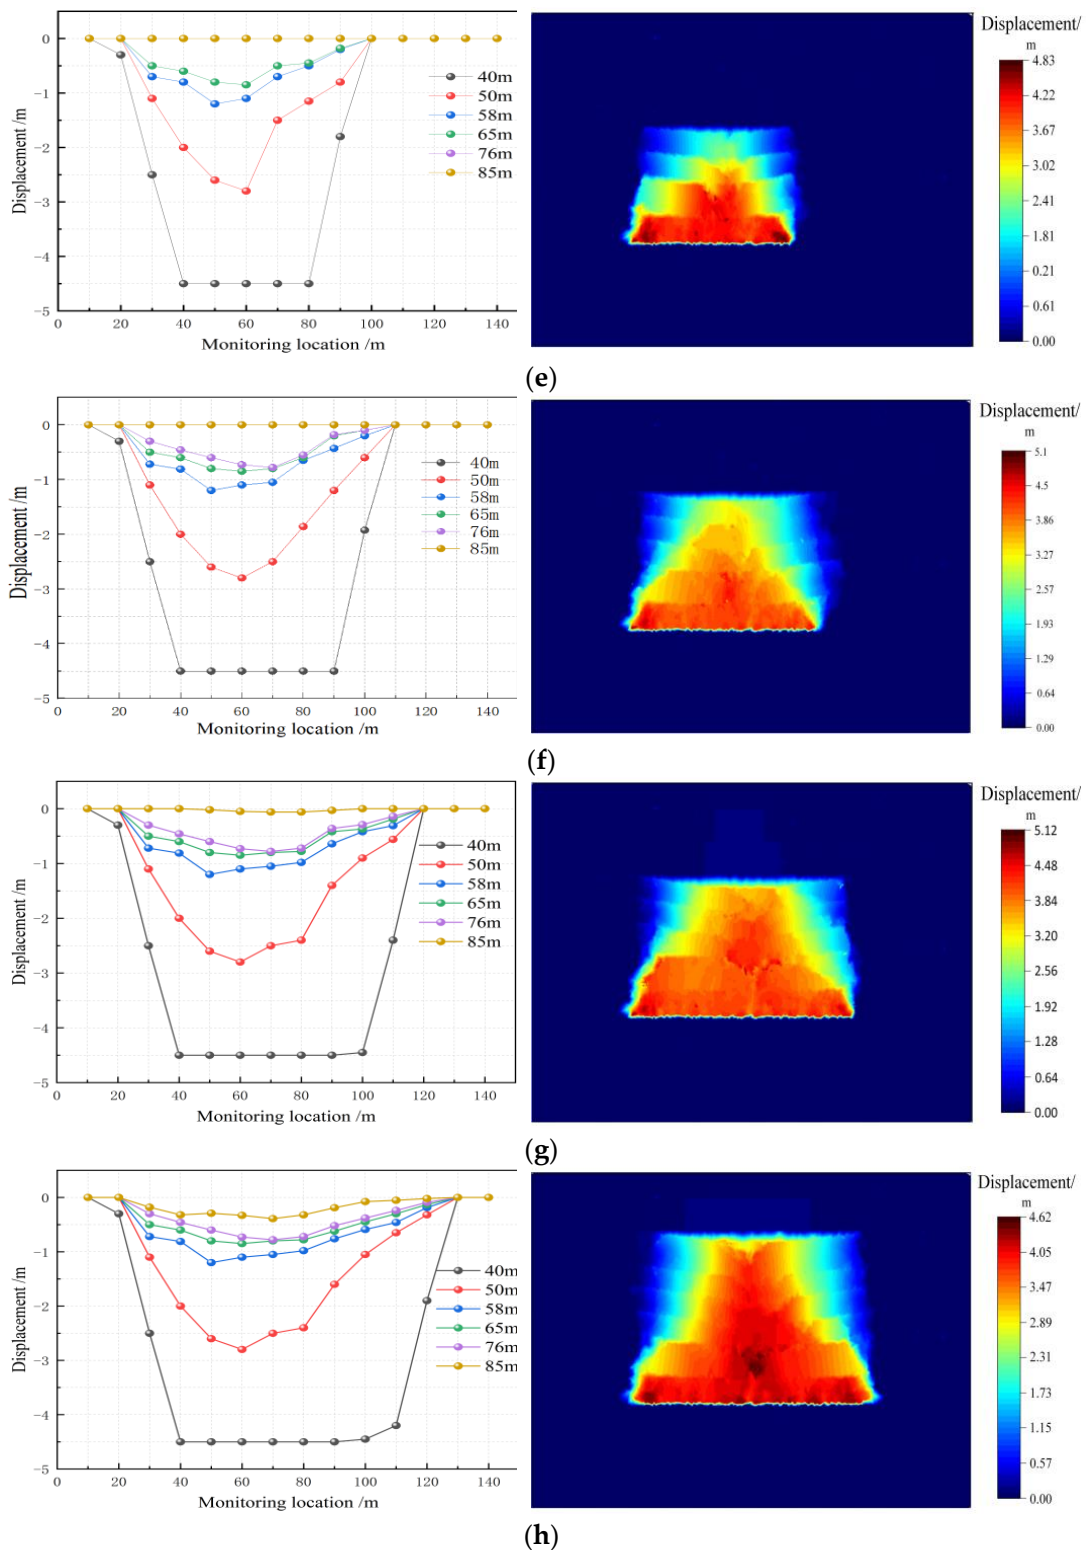 Displacement/
m
0
−1
−2
−3
−4
−5
Displacement /m
40m
50m
58m
65m
76m
85m
0 20 40 60 80 100 120 140
Monitoring location /m
4.83
4.22
3.67
3.02
2.41
1.81
0.21
0.61
0.00
(e)
Displacement/
m
0
−1
−2
−3
−4
−5
Displacement /m
40m
50m
58m
65m
76m
85m
0 20 40 60 80 100 120 140
Monitoring location /m
5.1
4.5
3.86
3.27
2.57
1.93
1.29
0.64
0.00
(f)
Displacement/
m
0
−1
−2
−3
−4
−5
Displacement /m
40m
50m
58m
65m
76m
85m
0 20 40 60 80 100 120 140
Monitoring location /m
5.12
4.48
3.84
3.20
2.56
1.92
1.28
0.64
0.00
(g)
Displacement/
m
0
−1
−2
−3
−4
−5
Displacement /m
40m
50m
58m
65m
76m
85m
0 20 40 60 80 100 120 140
Monitoring location /m
4.62
4.05
3.47
2.89
2.31
1.73
1.15
0.57
0.00
(h)